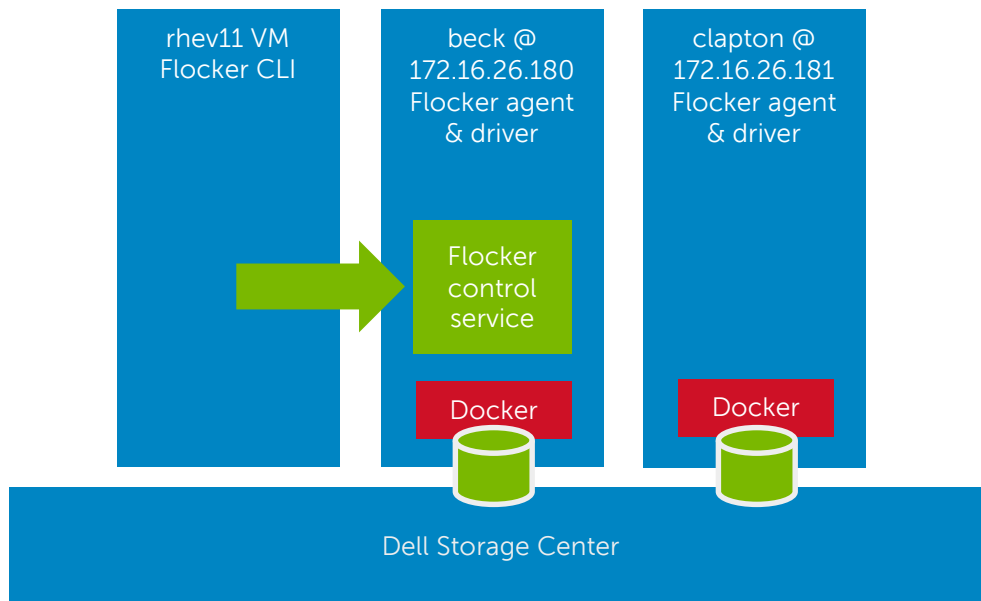 rhev11 VM
Flocker CLI
beck @
172.16.26.180
Flocker agent
& driver
clapton @
172.16.26.181
Flocker agent
& driver
Flocker
control
service
Docker
Docker
Dell Storage Center